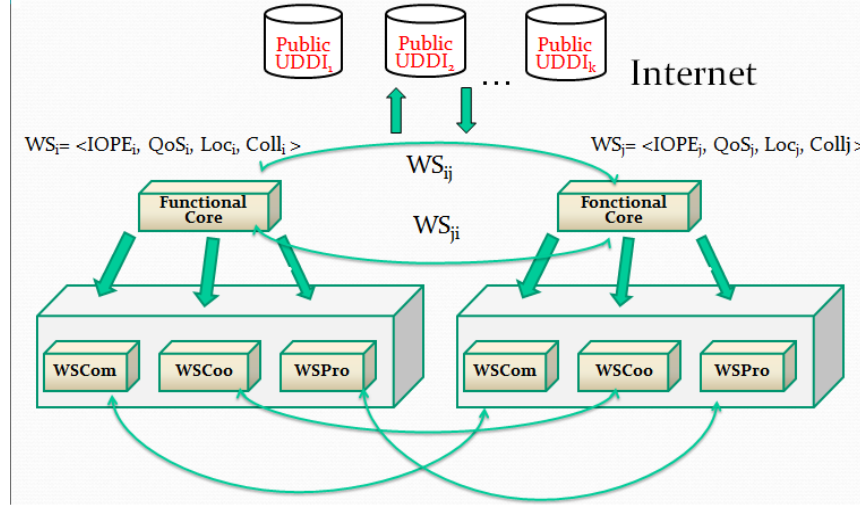 Public Public Public
UDDI₁ UDDI₂ ... UDDIₖ
Internet
WSᵢ= <IOPEᵢ, QoSᵢ, Locᵢ, Collᵢ >
WSⱼ= <IOPEⱼ, QoSⱼ, Locⱼ, Collj >
WSᵢⱼ
Functional
Core
Fonctional
Core
WSⱼᵢ
WSCom WSCoo WSPro
WSCom WSCoo WSPro